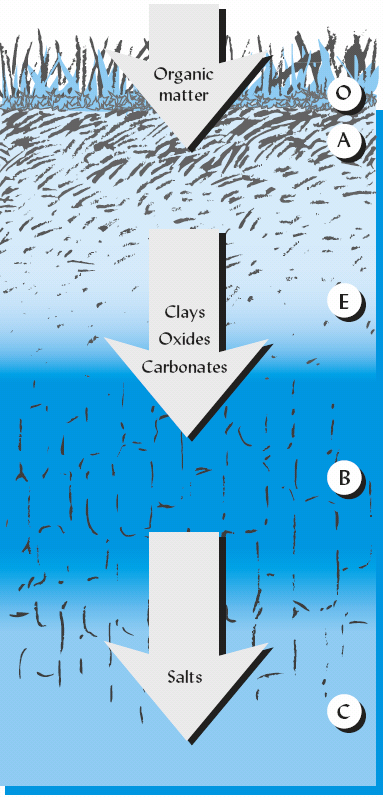 Organic
matter
O
A
E
Clays
Oxides
Carbonates
B
Salts
C